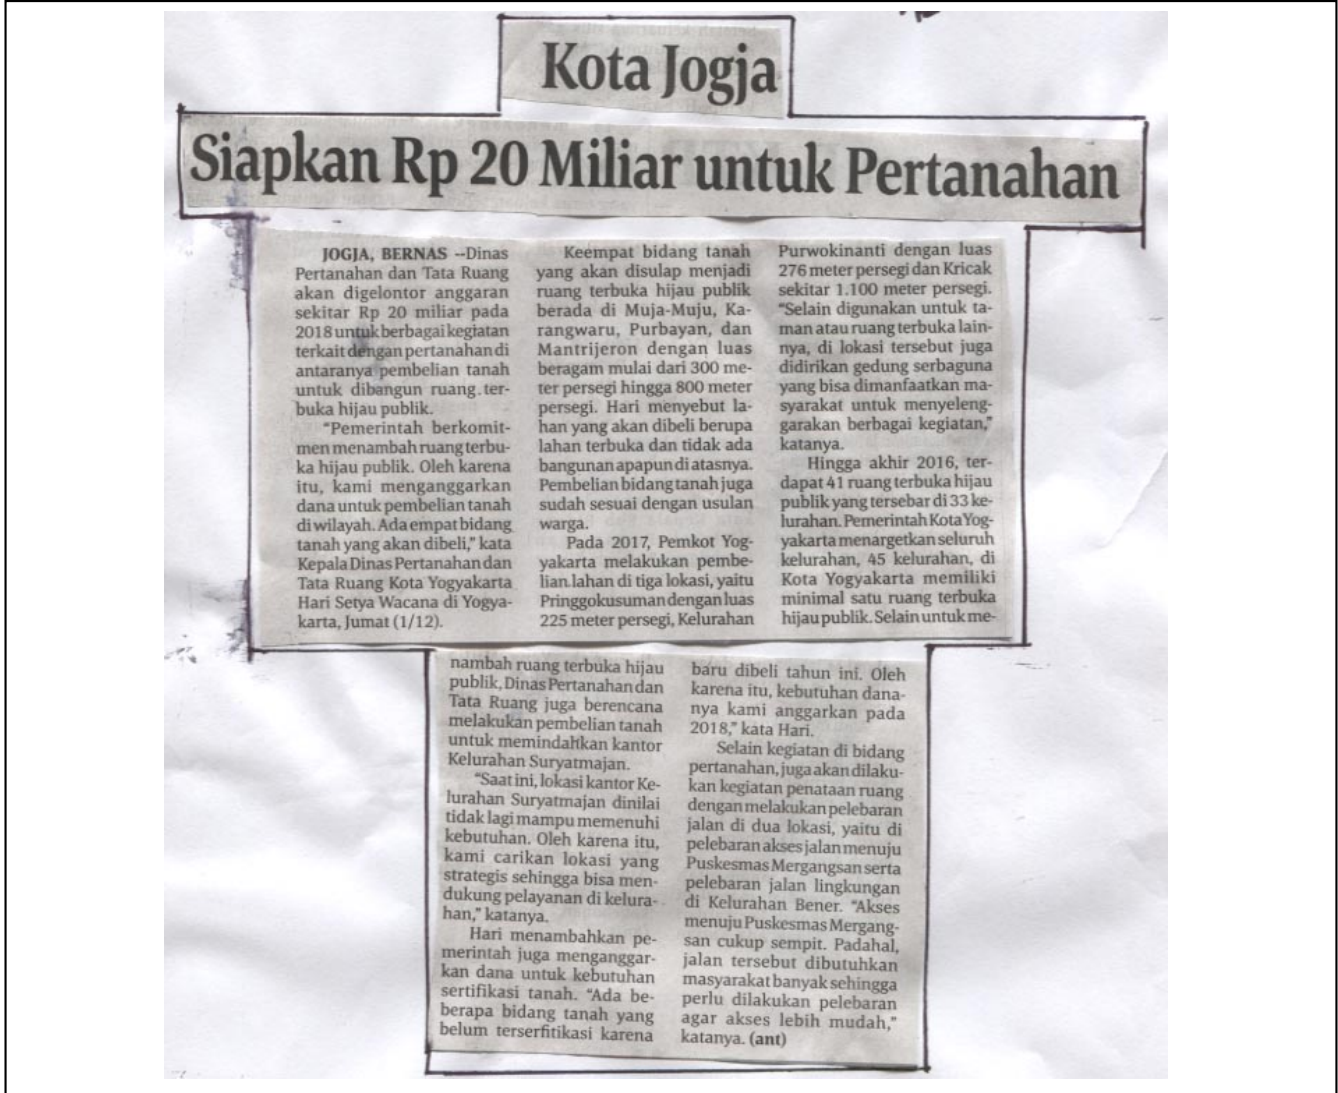 Kota Jogja
Siapkan Rp 20 Miliar untuk Pertanahan
JOGJA, BERNAS --Dinas
Pertanahan dan Tata Ruang
akan digelontor anggaran
sekitar Rp 20 miliar pada
2018 untuk berbagai kegiatan
terkait dengan pertanahan di
antaranya pembelian tanah
untuk dibangun ruang ter-
buka hijau publik.
"Pemerintah berkomit-
men menambah ruang terbu-
ka hijau publik. Oleh karena
itu, kami menganggarkan
dana untuk pembelian tanah
di wilayah. Ada empat bidang
tanah yang akan dibeli," kata
Kepala Dinas Pertanahan dan
Tata Ruang Kota Yogyakarta
Hari Setya Wacana di Yogya-
karta, Jumat (1/12).
Keempat bidang tanah
yang akan disulap menjadi
ruang terbuka hijau publik
berada di Muja-Muju, Ka-
rangwaru, Purbayan, dan
Mantrijeron dengan luas
beragam mulai dari 300 me-
ter persegi hingga 800 meter
persegi. Hari menyebut la-
han yang akan dibeli berupa
lahan terbuka dan tidak ada
bangunan apapun di atasnya.
Pembelian bidang tanah juga
sudah sesuai dengan usulan
warga.
Pada 2017, Pemkot Yog-
yakarta melakukan pembe-
lian lahan di tiga lokasi, yaitu
Pringgokusuman dengan luas
225 meter persegi, Kelurahan
Purwokinanti dengan luas
276 meter persegi dan Kricak
sekitar 1.100 meter persegi.
"Selain digunakan untuk ta-
man atau ruang terbuka lain-
nya, di lokasi tersebut juga
didirikan gedung serbaguna
yang bisa dimanfaatkan ma-
syarakat untuk menyeleng-
garakan berbagai kegiatan,"
katanya.
Hingga akhir 2016, ter-
dapat 41 ruang terbuka hijau
publik yang tersebar di 33 ke-
lurahan. Pemerintah Kota Yog-
yakarta menargetkan seluruh
kelurahan, 45 kelurahan, di
Kota Yogyakarta memiliki
minimal satu ruang terbuka
hijau publik. Selain untuk me-
nambah ruang terbuka hijau
publik, Dinas Pertanahan dan
Tata Ruang juga berencana
melakukan pembelian tanah
untuk memindahkan kantor
Kelurahan Suryatmajan.
"Saat ini, lokasi kantor Ke-
lurahan Suryatmajan dinilai
tidak lagi mampu memenuhi
kebutuhan. Oleh karena itu,
kami carikan lokasi yang
strategis sehingga bisa men-
dukung pelayanan di kelura-
han," katanya.
Hari menambahkan pe-
merintah juga menganggar-
kan dana untuk kebutuhan
sertifikasi tanah. "Ada be-
berapa bidang tanah yang
belum terserfitikasi karena
baru dibeli tahun ini. Oleh
karena itu, kebutuhan dana-
nya kami anggarkan pada
2018," kata Hari.
Selain kegiatan di bidang
pertanahan, juga akan dilaku-
kan kegiatan penataan ruang
dengan melakukan pelebaran
jalan di dua lokasi, yaitu di
pelebaran akses jalan menuju
Puskesmas Mergangsan serta
pelebaran jalan lingkungan
di Kelurahan Bener. "Akses
menuju Puskesmas Mergang-
san cukup sempit. Padahal,
jalan tersebut dibutuhkan
masyarakat banyak sehingga
perlu dilakukan pelebaran
agar akses lebih mudah,"
katanya. (ant)